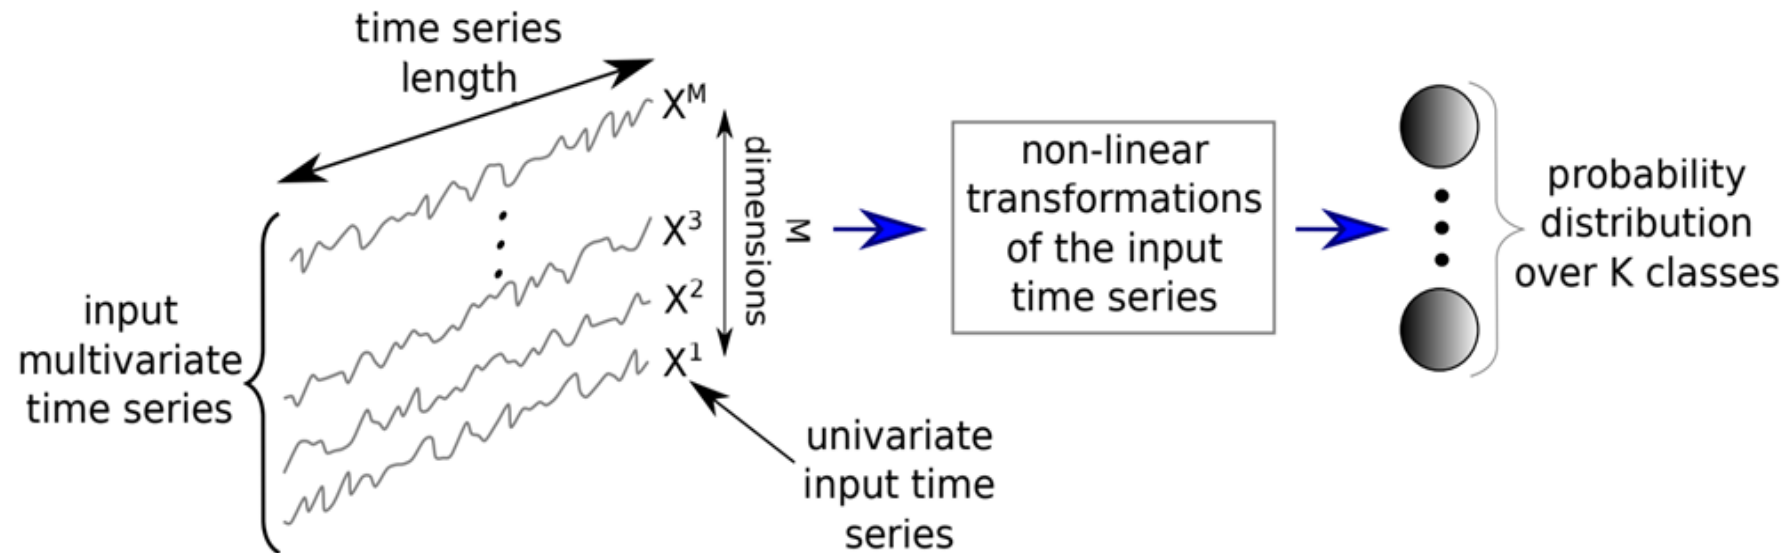 time series
length
X^M
X^3
X^2
X^1
dimensions
M
input
multivariate
time series
univariate
input time
series
non-linear
transformations
of the input
time series
probability
distribution
over K classes